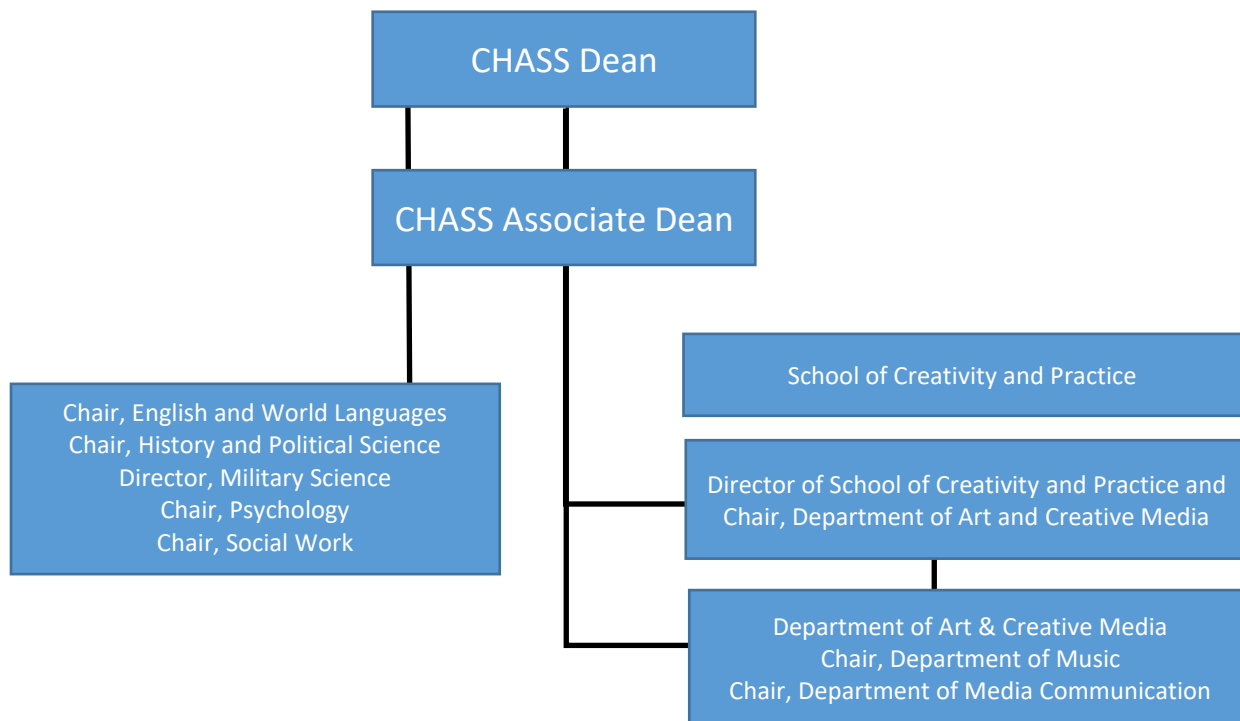 CHASS Dean
CHASS Associate Dean
School of Creativity and Practice
Chair, English and World Languages
Chair, History and Political Science
Director, Military Science
Chair, Psychology
Chair, Social Work
Director of School of Creativity and Practice and
Chair, Department of Art and Creative Media
Department of Art & Creative Media
Chair, Department of Music
Chair, Department of Media Communication